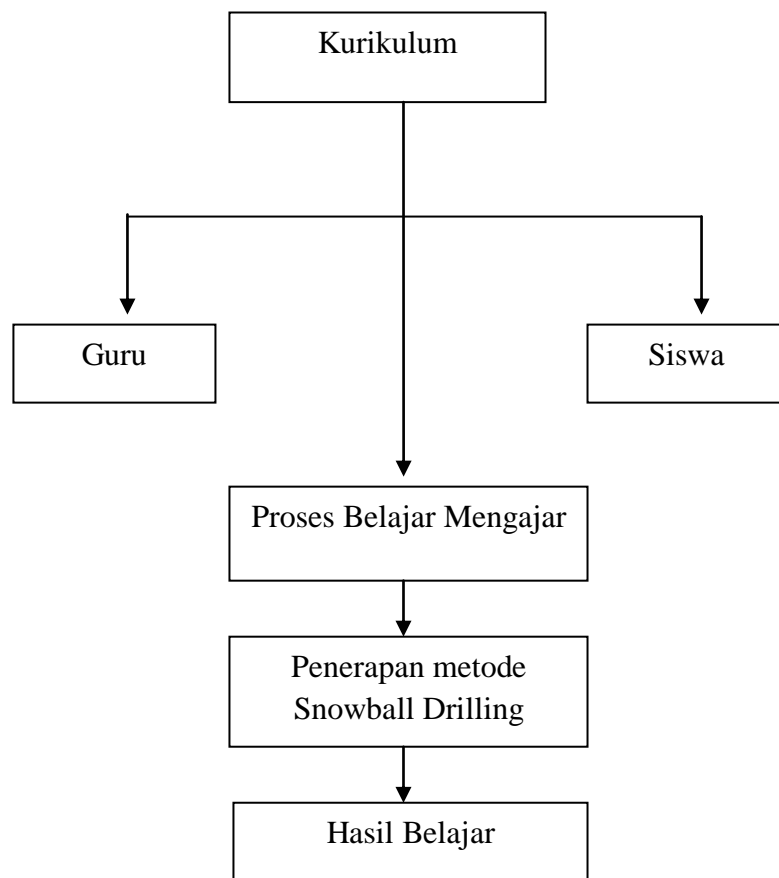 Kurikulum
Guru
Siswa
Proses Belajar Mengajar
Penerapan metode
Snowball Drilling
Hasil Belajar